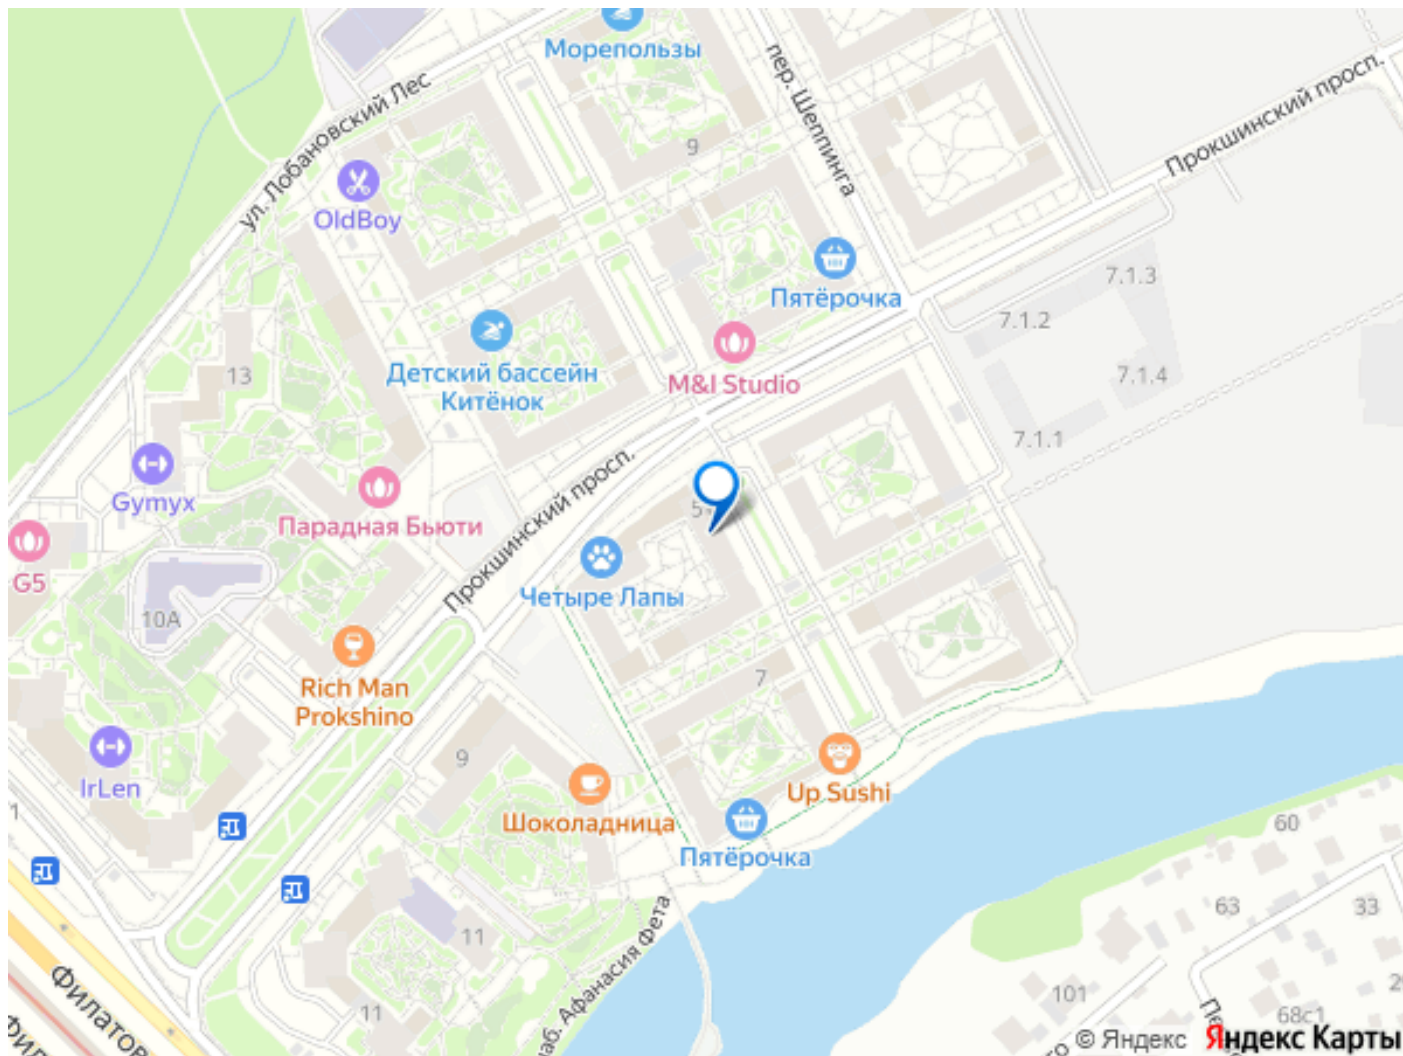 Морепользы
пер. Шеппинга
Прокшинский просп.
ул. Лобановский Лес
9
OldBoy
Пятёрочка
7.1.3
7.1.2
M&I Studio
Детский бассейн
Китёнок
13
7.1.4
7.1.1
Прокшинский просп.
Gymyx
Парадная Бьюти
5
G5
Четыре Лапы
10А
Rich Man
Prokshino
7
9
IrLen
Up Sushi
1
Шоколадница
Пятёрочка
60
63
33
11
наб. Афанасия Фета
11
101
68с1
© Яндекс Яндекс Карты